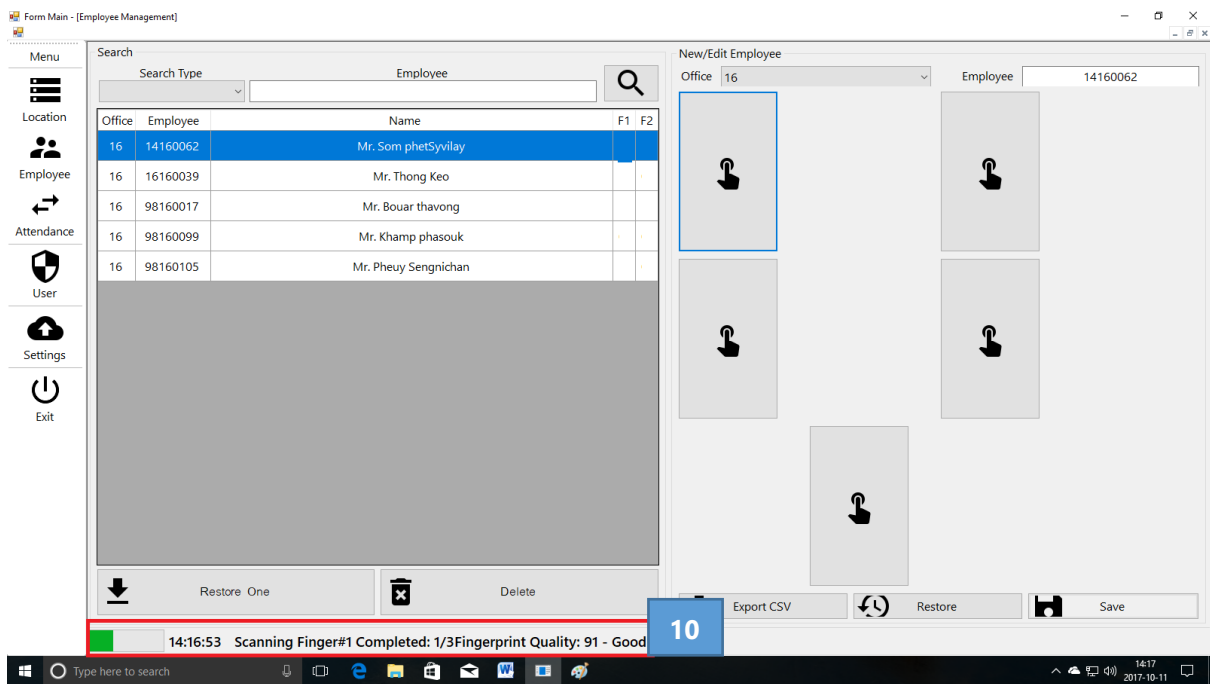 Form Main - [Employee Management]
Menu
Location
Employee
Attendance
User
Settings
Exit
Search
Search Type Employee
Office Employee Name F1 F2
16 14160062 Mr. Som phetSyvilay
16 16160039 Mr. Thong Keo
16 98160017 Mr. Bouar thavong
16 98160099 Mr. Khamp phasouk
16 98160105 Mr. Pheuy Sengnichan
Restore One Delete
New/Edit Employee
Office 16 Employee 14160062
Export CSV Restore Save
14:16:53 Scanning Finger#1 Completed: 1/3Fingerprint Quality: 91 - Good
10
Type here to search
14:17
2017-10-11